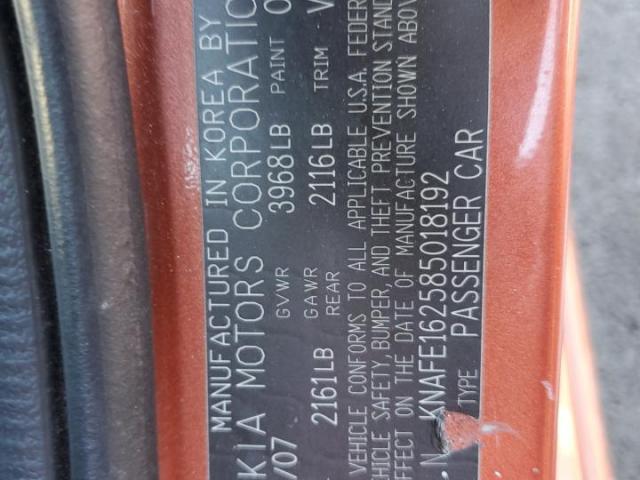 MANUFACTURED IN KOREA BY
KIA MOTORS CORPORATIO
/07 GVWR 3968LB PAINT
2161LB GAWR REAR 2116LB TRIM
VEHICLE CONFORMS TO ALL APPLICABLE U.S.A. FEDER
VEHICLE SAFETY, BUMPER, AND THEFT PREVENTION STAND
EFFECT ON THE DATE OF MANUFACTURE SHOWN ABOV
.N KNAFE162585018192
TYPE PASSENGER CAR